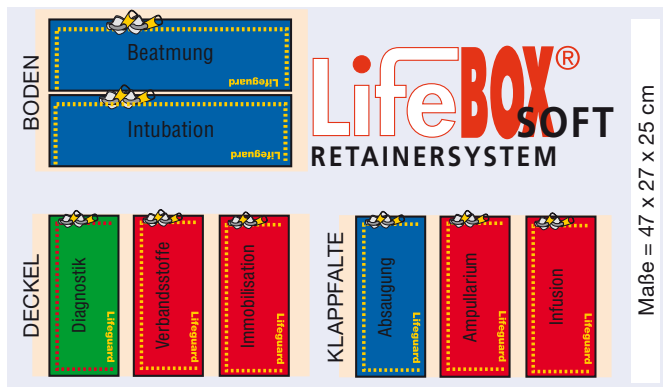 BODEN
Beatmung
Lifeguard
Intubation
Lifeguard
LifeBOX®
SOFT
RETAINERSYSTEM
Maße = 47 x 27 x 25 cm
DECKEL
Diagnostik
Lifeguard
Verbandsstoffe
Lifeguard
Immobilisation
Lifeguard
KLAPPFALTE
Absaugung
Lifeguard
Ampullarium
Lifeguard
Infusion
Lifeguard